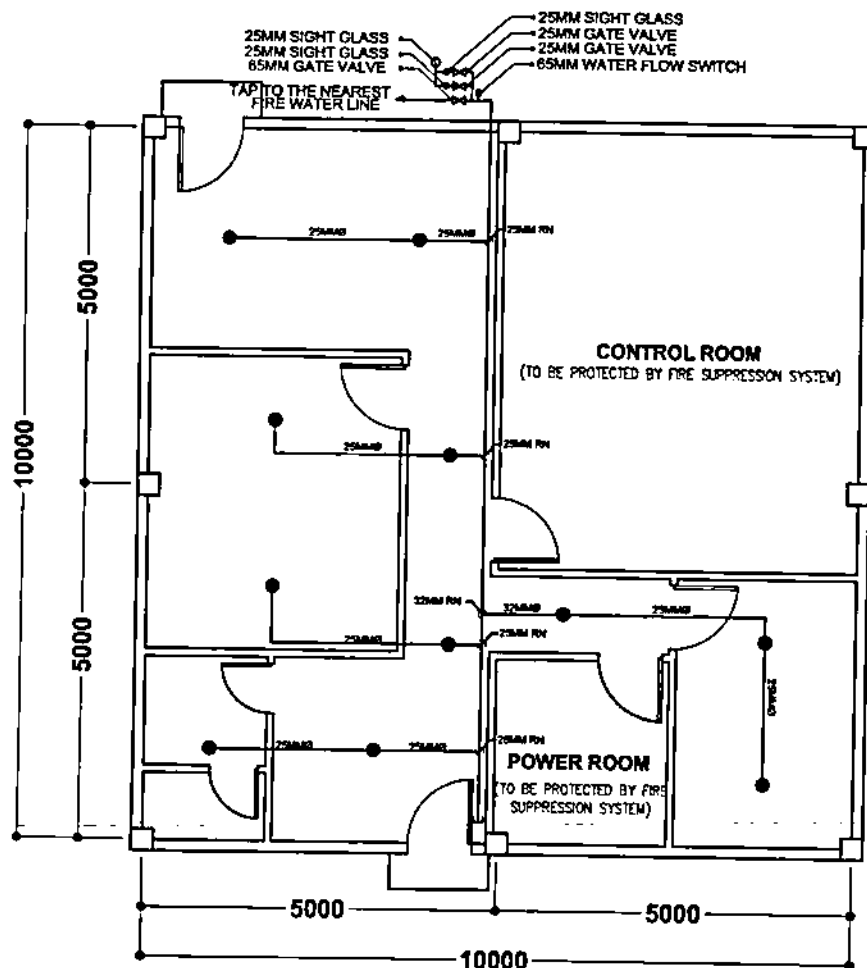 25MM SIGHT GLASS
25MM SIGHT GLASS
25MM GATE VALVE
25MM SIGHT GLASS
25MM GATE VALVE
65MM GATE VALVE
65MM WATER FLOW SWITCH
TAP TO THE NEAREST
FIRE WATER LINE
25MMØ
25MMØ
25MM RN
5000
CONTROL ROOM
(TO BE PROTECTED BY FIRE SUPPRESSION SYSTEM)
25MMØ
25MM RN
10000
32MM RN
32MMØ
25MMØ
25MMØ
25MM RN
5000
25MMØ
25MMØ
25MMØ
25MM RN
POWER ROOM
(TO BE PROTECTED BY FIRE
SUPPRESSION SYSTEM)
5000
5000
10000